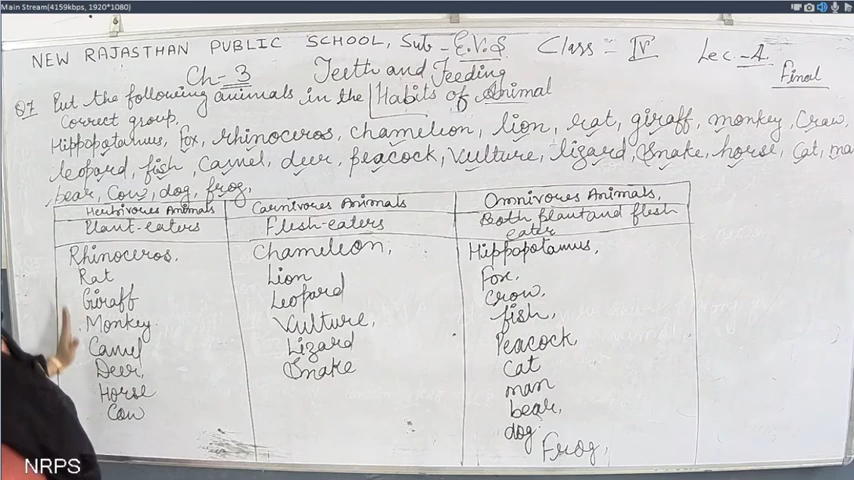 Main Stream(4159kbps, 1920*1080)
NEW RAJASTHAN PUBLIC SCHOOL, Sub - E.V.S Class = IV Lec - 4
Ch- 3 Teeth and Feeding Final
Q7 Put the following animals in the Habits of Animal
correct group.
Hippopotamus, Fox, rhinoceros, chameleon, lion, rat, giraff, monkey, Craw,
leopard, fish, Camel, deer, peacock, Vulture, lizard, Snake, horse, Cat, man
bear, Cow, dog, frog,
Herbivores Animals Carnivores Animals Omnivores Animals,
Plant-eaters Flesh-eaters Both plant and flesh
eater
Rhinoceros, Chameleon, Hippopotamus,
Rat Lion Fox,
Giraff Leopard Crow,
Monkey Vulture, fish,
Camel Lizard Peacock,
Deer, Snake Cat
Horse man
Cow bear,
dog
Frog,
NRPS